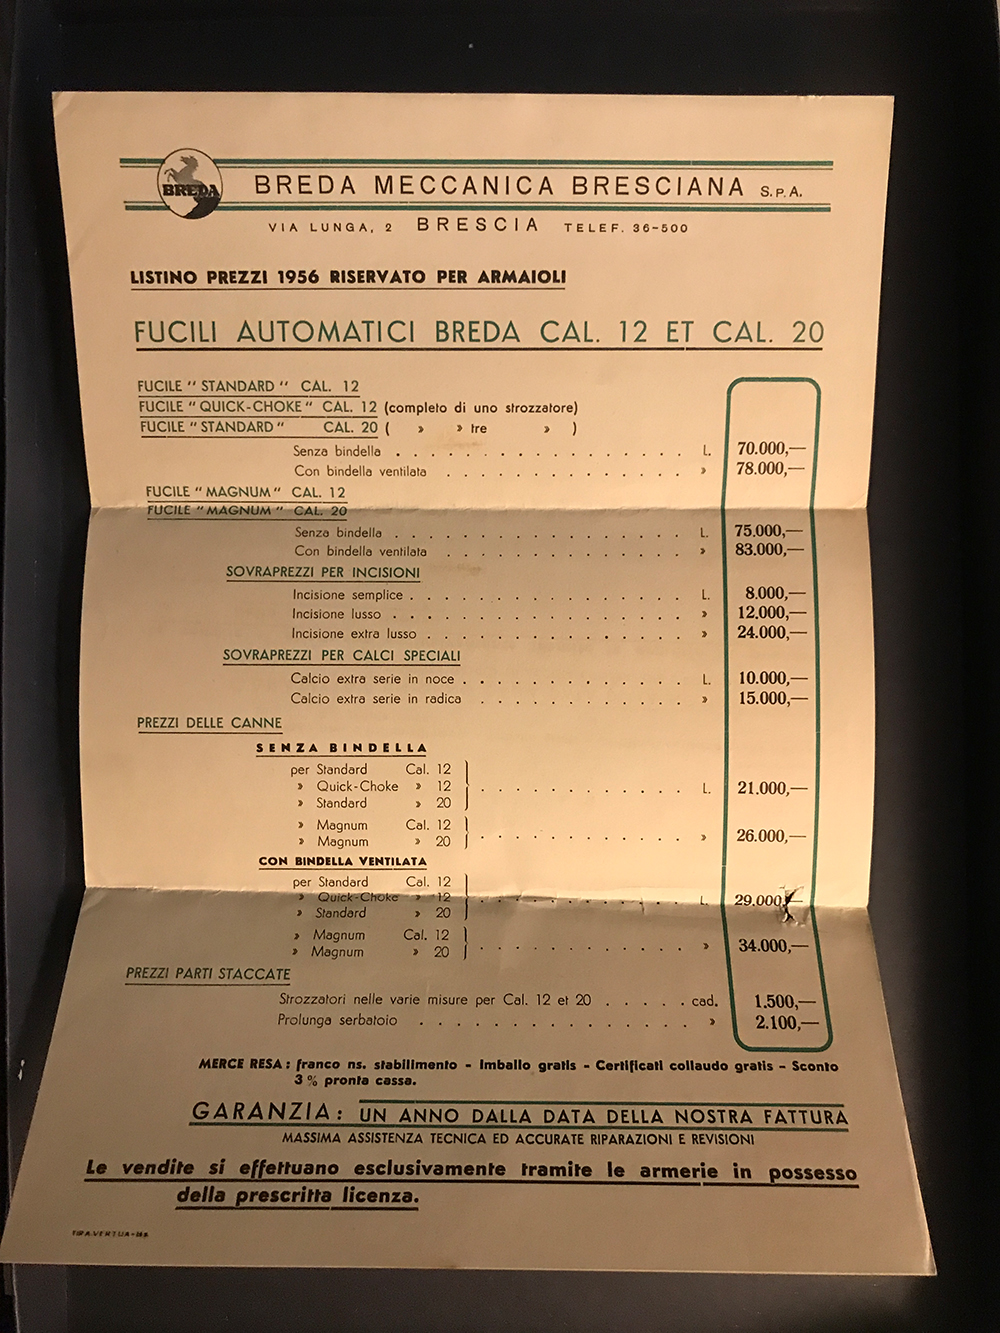 BREDA
BREDA MECCANICA BRESCIANA S.P.A.
VIA LUNGA, 2 BRESCIA TELEF. 36-500
LISTINO PREZZI 1956 RISERVATO PER ARMAIOLI
FUCILI AUTOMATICI BREDA CAL. 12 ET CAL. 20
FUCILE "STANDARD" CAL. 12
FUCILE "QUICK-CHOKE" CAL. 12 (completo di uno strozzatore)
FUCILE "STANDARD" CAL. 20 ( » » tre » )
Senza bindella . . . . . . . . . . . . . . . . L. 70.000,—
Con bindella ventilata . . . . . . . . . . . . . » 78.000,—
FUCILE "MAGNUM" CAL. 12
FUCILE "MAGNUM" CAL. 20
Senza bindella . . . . . . . . . . . . . . . . L. 75.000,—
Con bindella ventilata . . . . . . . . . . . . . » 83.000,—
SOVRAPREZZI PER INCISIONI
Incisione semplice . . . . . . . . . . . . . . . L. 8.000,—
Incisione lusso . . . . . . . . . . . . . . . . » 12.000,—
Incisione extra lusso . . . . . . . . . . . . . . » 24.000,—
SOVRAPREZZI PER CALCI SPECIALI
Calcio extra serie in noce . . . . . . . . . . . . L. 10.000,—
Calcio extra serie in radica . . . . . . . . . . . » 15.000,—
PREZZI DELLE CANNE
SENZA BINDELLA
per Standard Cal. 12
» Quick-Choke » 12 . . . . . . . . . . . L. 21.000,—
» Standard » 20
» Magnum Cal. 12
» Magnum » 20 . . . . . . . . . . . » 26.000,—
CON BINDELLA VENTILATA
per Standard Cal. 12
» Quick-Choke » 12 . . . . . . . . . . . L. 29.000,—
» Standard » 20
» Magnum Cal. 12
» Magnum » 20 . . . . . . . . . . . » 34.000,—
PREZZI PARTI STACCATE
Strozzatori nelle varie misure per Cal. 12 et 20 . . . . . cad. 1.500,—
Prolunga serbatoio . . . . . . . . . . . . . . » 2.100,—
MERCE RESA : franco ns. stabilimento - Imballo gratis - Certificati collaudo gratis - Sconto
3 % pronta cassa.
GARANZIA : UN ANNO DALLA DATA DELLA NOSTRA FATTURA
MASSIMA ASSISTENZA TECNICA ED ACCURATE RIPARAZIONI E REVISIONI
Le vendite si effettuano esclusivamente tramite le armerie in possesso
della prescritta licenza.